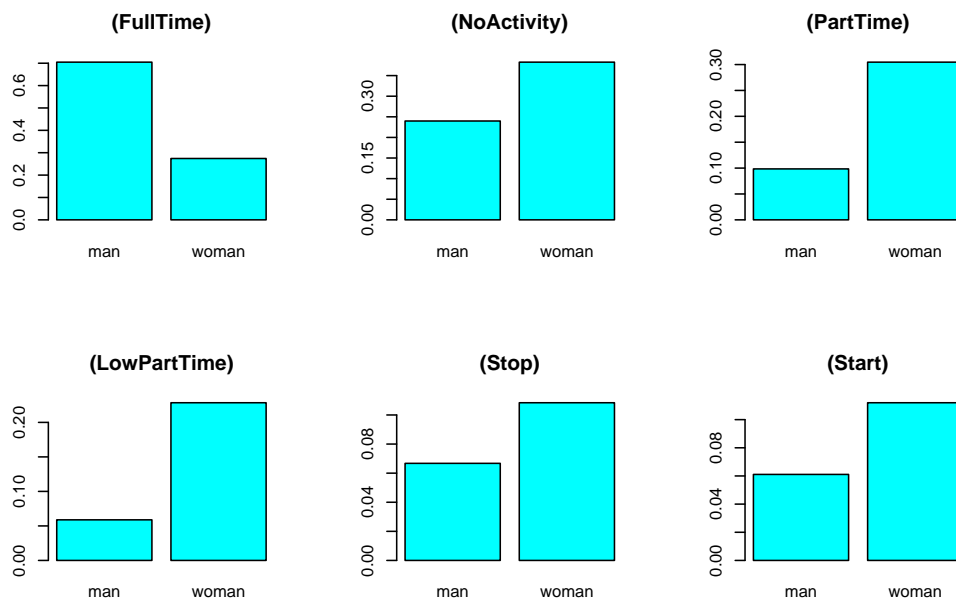 (FullTime)
0.0 0.2 0.4 0.6
man woman
(NoActivity)
0.00 0.15 0.30
man woman
(PartTime)
0.00 0.10 0.20 0.30
man woman
(LowPartTime)
0.00 0.10 0.20
man woman
(Stop)
0.00 0.04 0.08
man woman
(Start)
0.00 0.04 0.08
man woman